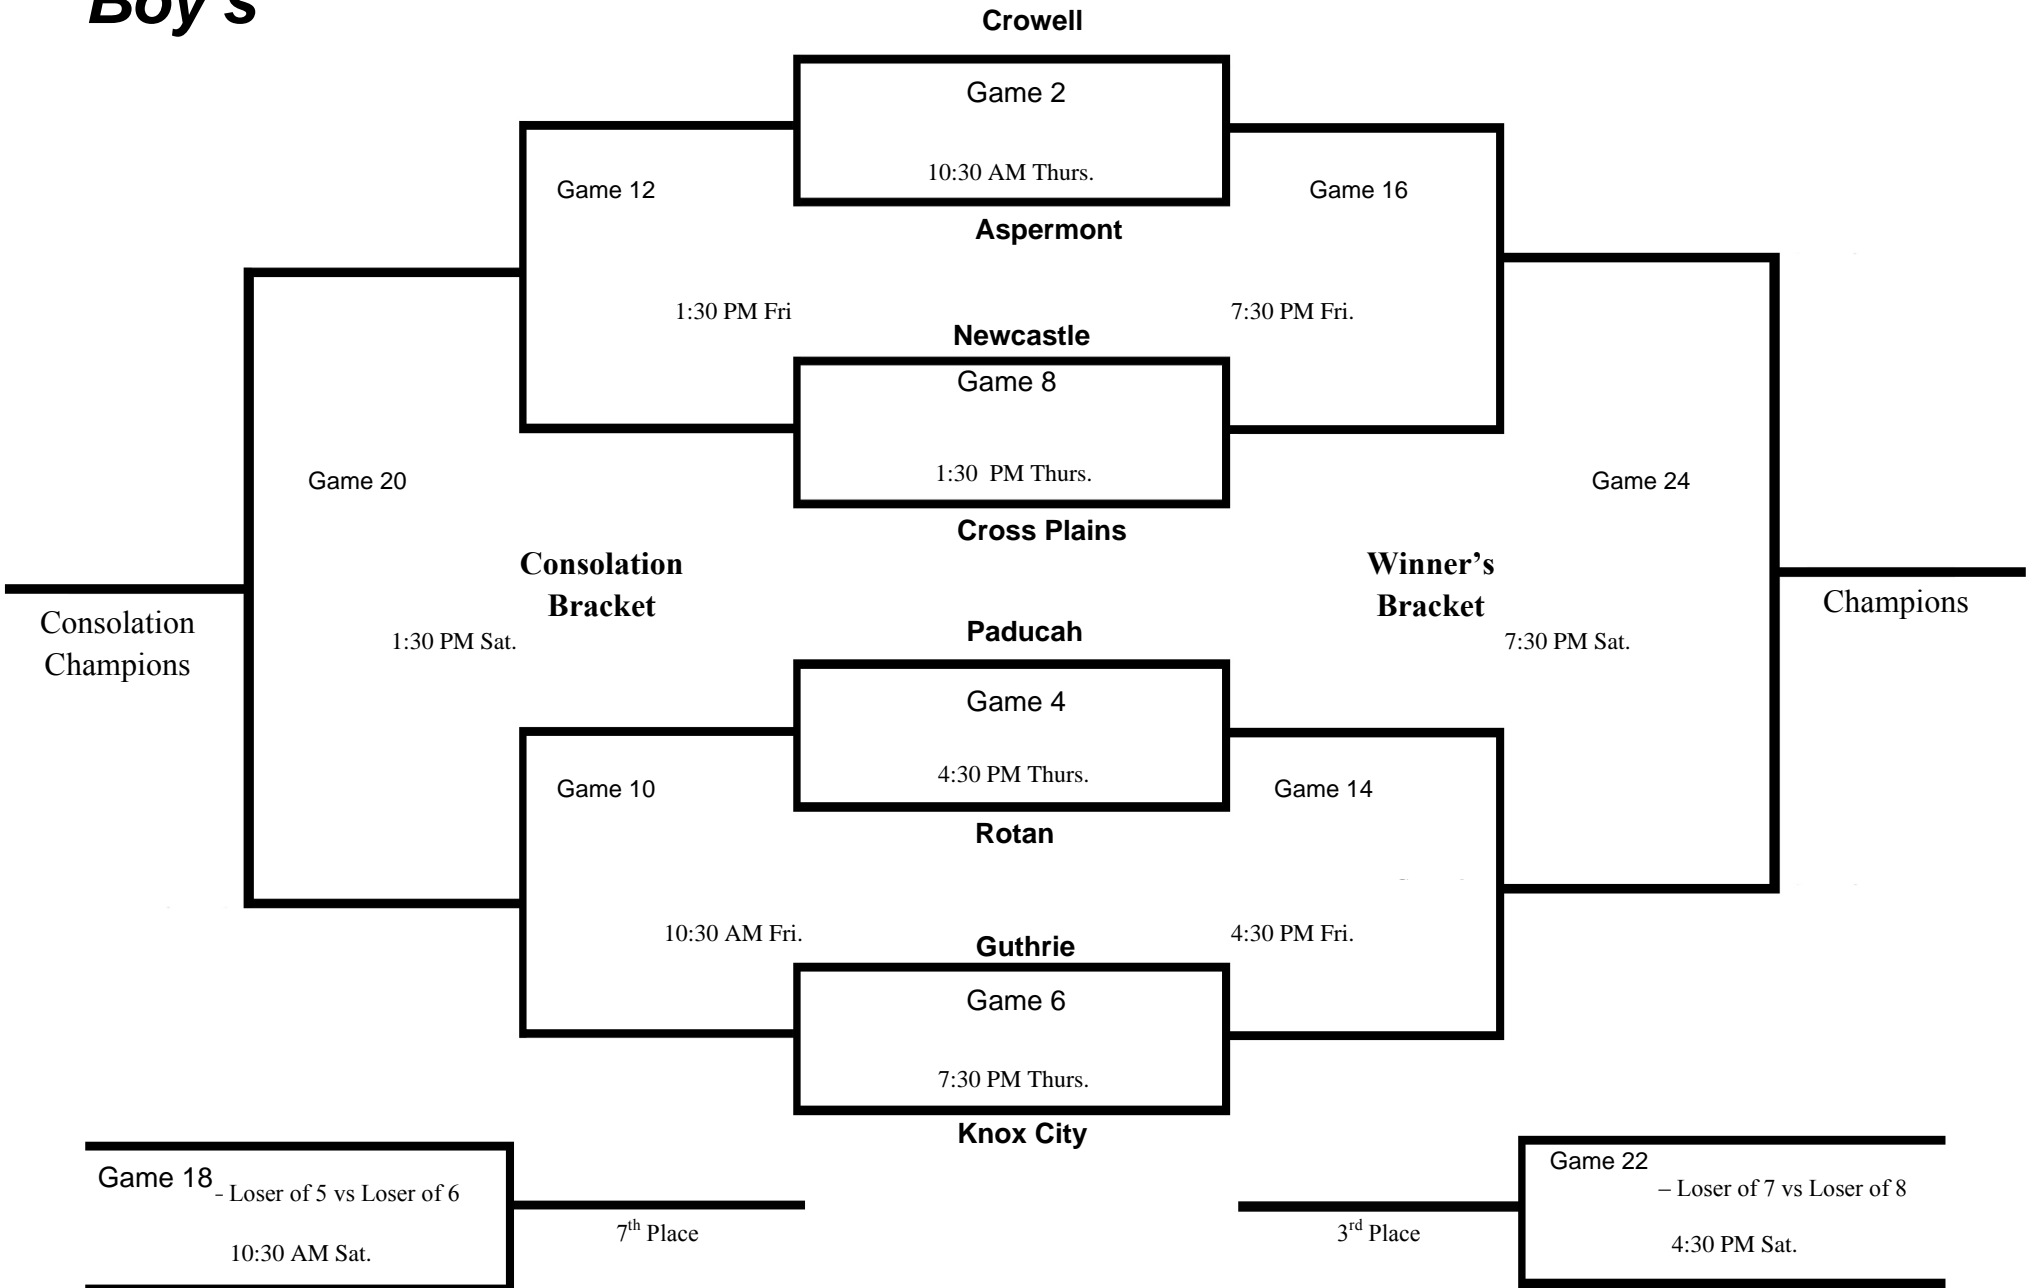 Boy's
Crowell
Game 2
10:30 AM Thurs.
Game 12
Game 16
Aspermont
1:30 PM Fri
7:30 PM Fri.
Newcastle
Game 8
1:30 PM Thurs.
Game 20
Game 24
Cross Plains
Consolation
Bracket
Winner’s
Bracket
Consolation
Champions
Champions
1:30 PM Sat.
Paducah
7:30 PM Sat.
Game 4
4:30 PM Thurs.
Game 10
Game 14
Rotan
10:30 AM Fri.
Guthrie
4:30 PM Fri.
Game 6
7:30 PM Thurs.
Knox City
Game 18 – Loser of 5 vs Loser of 6
10:30 AM Sat.
7th Place
3rd Place
Game 22 – Loser of 7 vs Loser of 8
4:30 PM Sat.